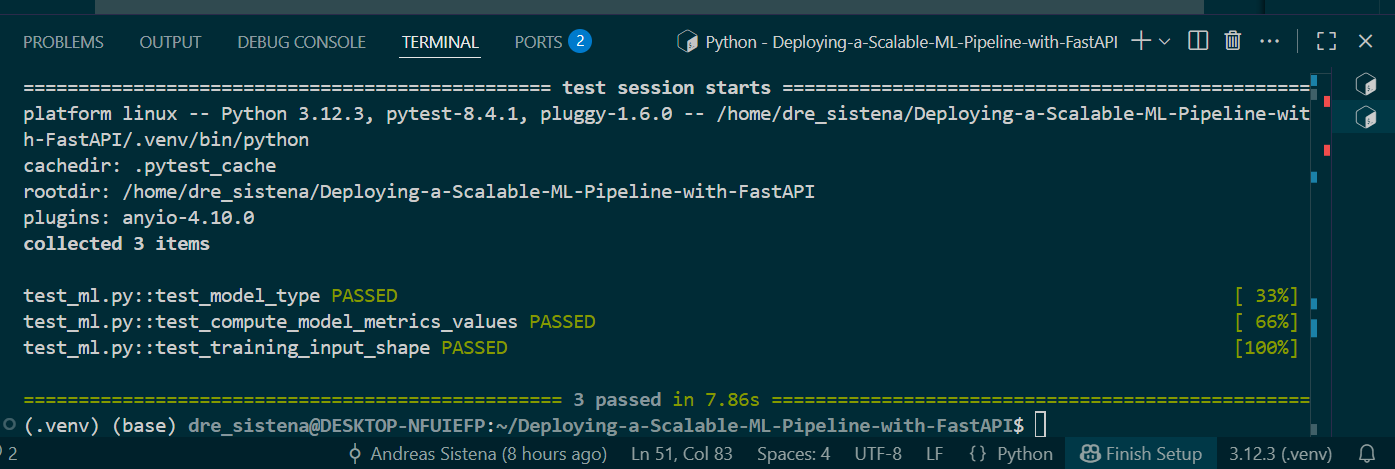 PROBLEMS OUTPUT DEBUG CONSOLE TERMINAL PORTS 2 Python - Deploying-a-Scalable-ML-Pipeline-with-FastAPI
================================================ test session starts ================================================
platform linux -- Python 3.12.3, pytest-8.4.1, pluggy-1.6.0 -- /home/dre_sistena/Deploying-a-Scalable-ML-Pipeline-wit
h-FastAPI/.venv/bin/python
cachedir: .pytest_cache
rootdir: /home/dre_sistena/Deploying-a-Scalable-ML-Pipeline-with-FastAPI
plugins: anyio-4.10.0
collected 3 items
test_ml.py::test_model_type PASSED [ 33%]
test_ml.py::test_compute_model_metrics_values PASSED [ 66%]
test_ml.py::test_training_input_shape PASSED [100%]
================================================= 3 passed in 7.86s =================================================
(.venv) (base) dre_sistena@DESKTOP-NFUIEFP:~/Deploying-a-Scalable-ML-Pipeline-with-FastAPI$
2 Andreas Sistena (8 hours ago) Ln 51, Col 83 Spaces: 4 UTF-8 LF {} Python Finish Setup 3.12.3 (.venv)